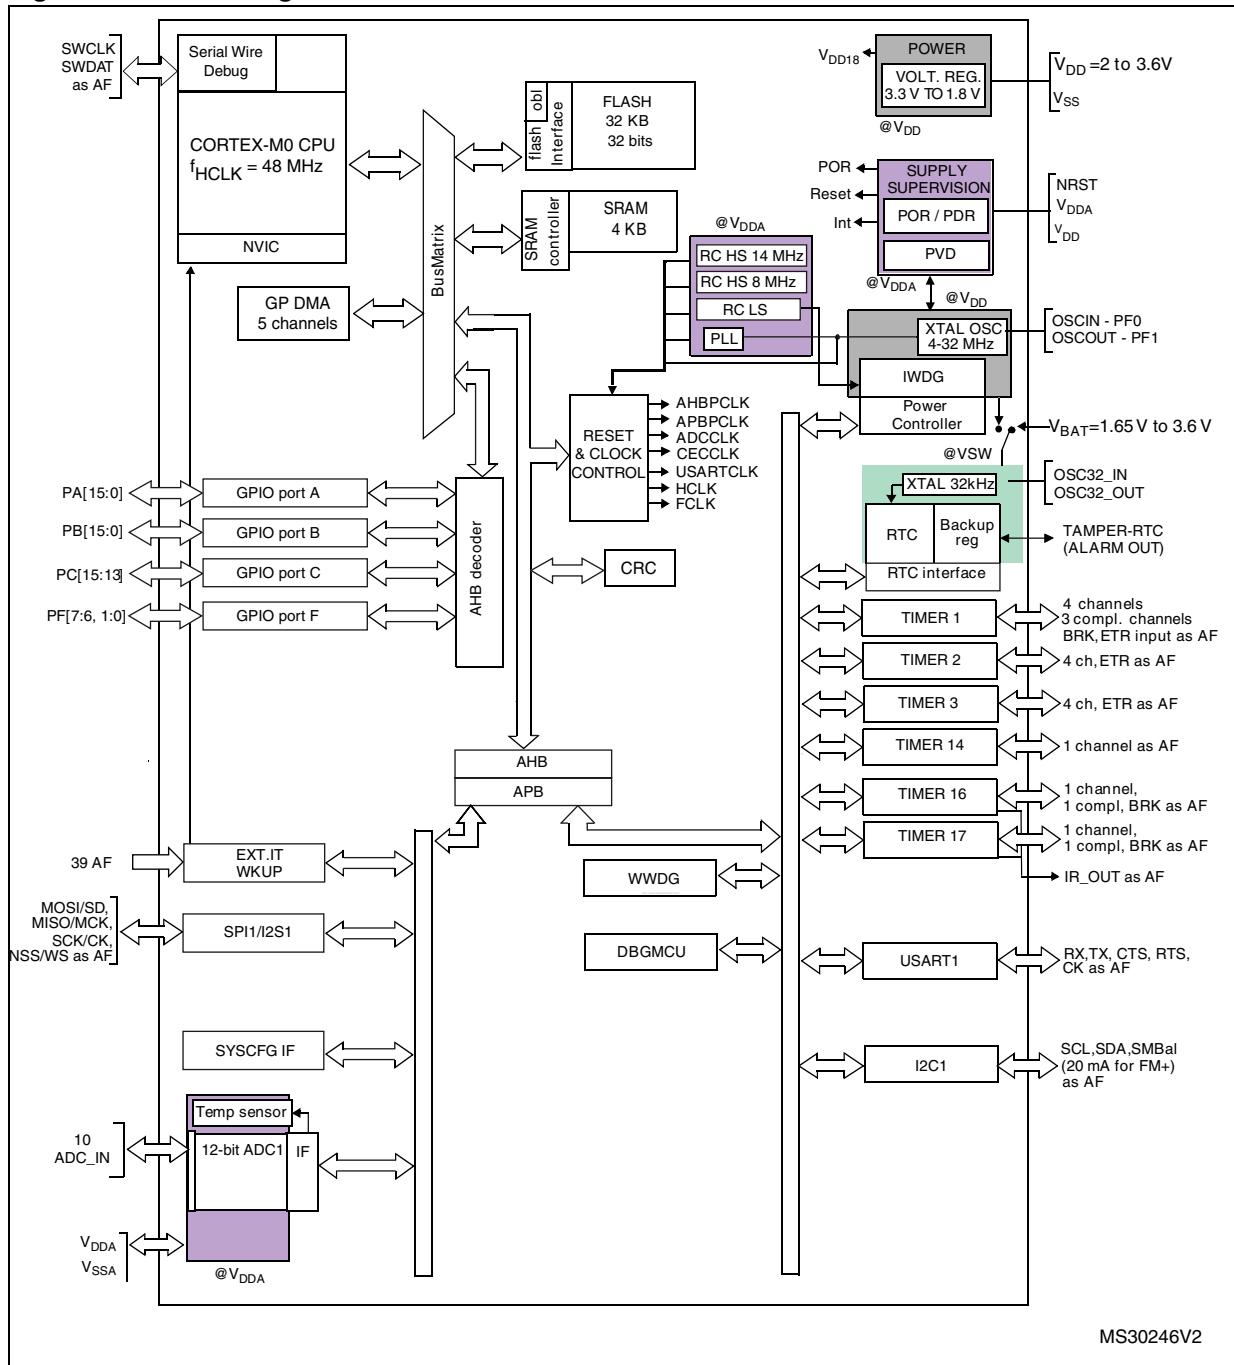 SWCLK
SWDAT
as AF
Serial Wire
Debug
CORTEX-M0 CPU
fHCLK = 48 MHz
NVIC
GP DMA
5 channels
BusMatrix
flash
obl
Interface
FLASH
32 KB
32 bits
SRAM
controller
SRAM
4 KB
VDD18
POWER
VOLT. REG.
3.3 V TO 1.8 V
@VDD
VDD =2 to 3.6V
VSS
POR
Reset
Int
SUPPLY
SUPERVISION
POR / PDR
PVD
@VDDA
NRST
VDDA
VDD
@VDDA
RC HS 14 MHz
RC HS 8 MHz
RC LS
PLL
@VDD
XTAL OSC
4-32 MHz
IWDG
Power
Controller
OSCIN - PF0
OSCOUT - PF1
VBAT=1.65 V to 3.6 V
@VSW
RESET
& CLOCK
CONTROL
AHBPCLK
APBPCLK
ADCCLK
CECCLK
USARTCLK
HCLK
FCLK
XTAL 32kHz
RTC
Backup
reg
RTC interface
OSC32_IN
OSC32_OUT
TAMPER-RTC
(ALARM OUT)
PA[15:0]
GPIO port A
PB[15:0]
GPIO port B
PC[15:13]
GPIO port C
PF[7:6, 1:0]
GPIO port F
AHB decoder
CRC
TIMER 1
4 channels
3 compl. channels
BRK,ETR input as AF
TIMER 2
4 ch,ETR as AF
TIMER 3
4 ch, ETR as AF
TIMER 14
1 channel as AF
TIMER 16
1 channel,
1 compl, BRK as AF
TIMER 17
1 channel,
1 compl, BRK as AF
IR_OUT as AF
AHB
APB
39 AF
EXT.IT
WKUP
WWDG
MOSI/SD,
MISO/MCK,
SCK/CK,
NSS/WS as AF
SPI1/I2S1
DBGMCU
USART1
RX,TX, CTS, RTS,
CK as AF
SYSCFG IF
I2C1
SCL,SDA,SMBal
(20 mA for FM+)
as AF
Temp sensor
10
ADC_IN
12-bit ADC1
IF
VDDA
VSSA
@VDDA
MS30246V2